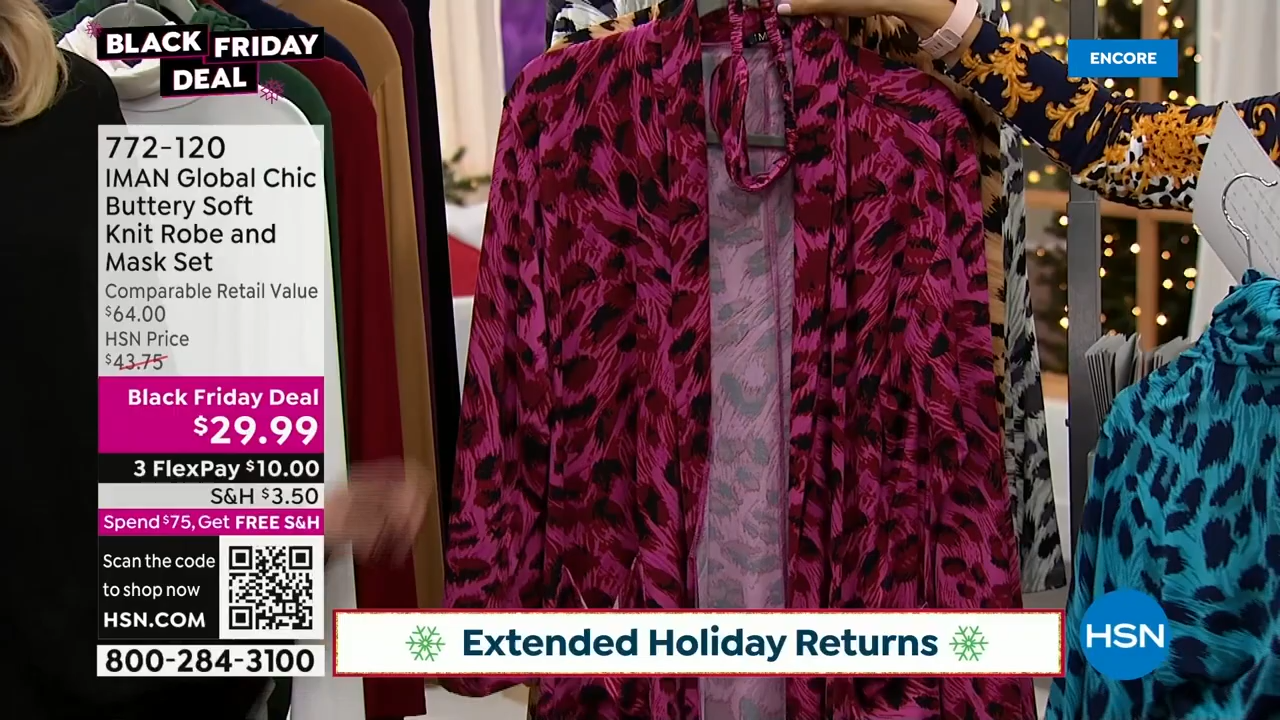 BLACK FRIDAY
DEAL
ENCORE
772-120
IMAN Global Chic
Buttery Soft
Knit Robe and
Mask Set
Comparable Retail Value
$64.00
HSN Price
$43.75
Black Friday Deal
$29.99
3 FlexPay $10.00
S&H $3.50
Spend $75, Get FREE S&H
Scan the code
to shop now
HSN.COM
800-284-3100
Extended Holiday Returns
HSN